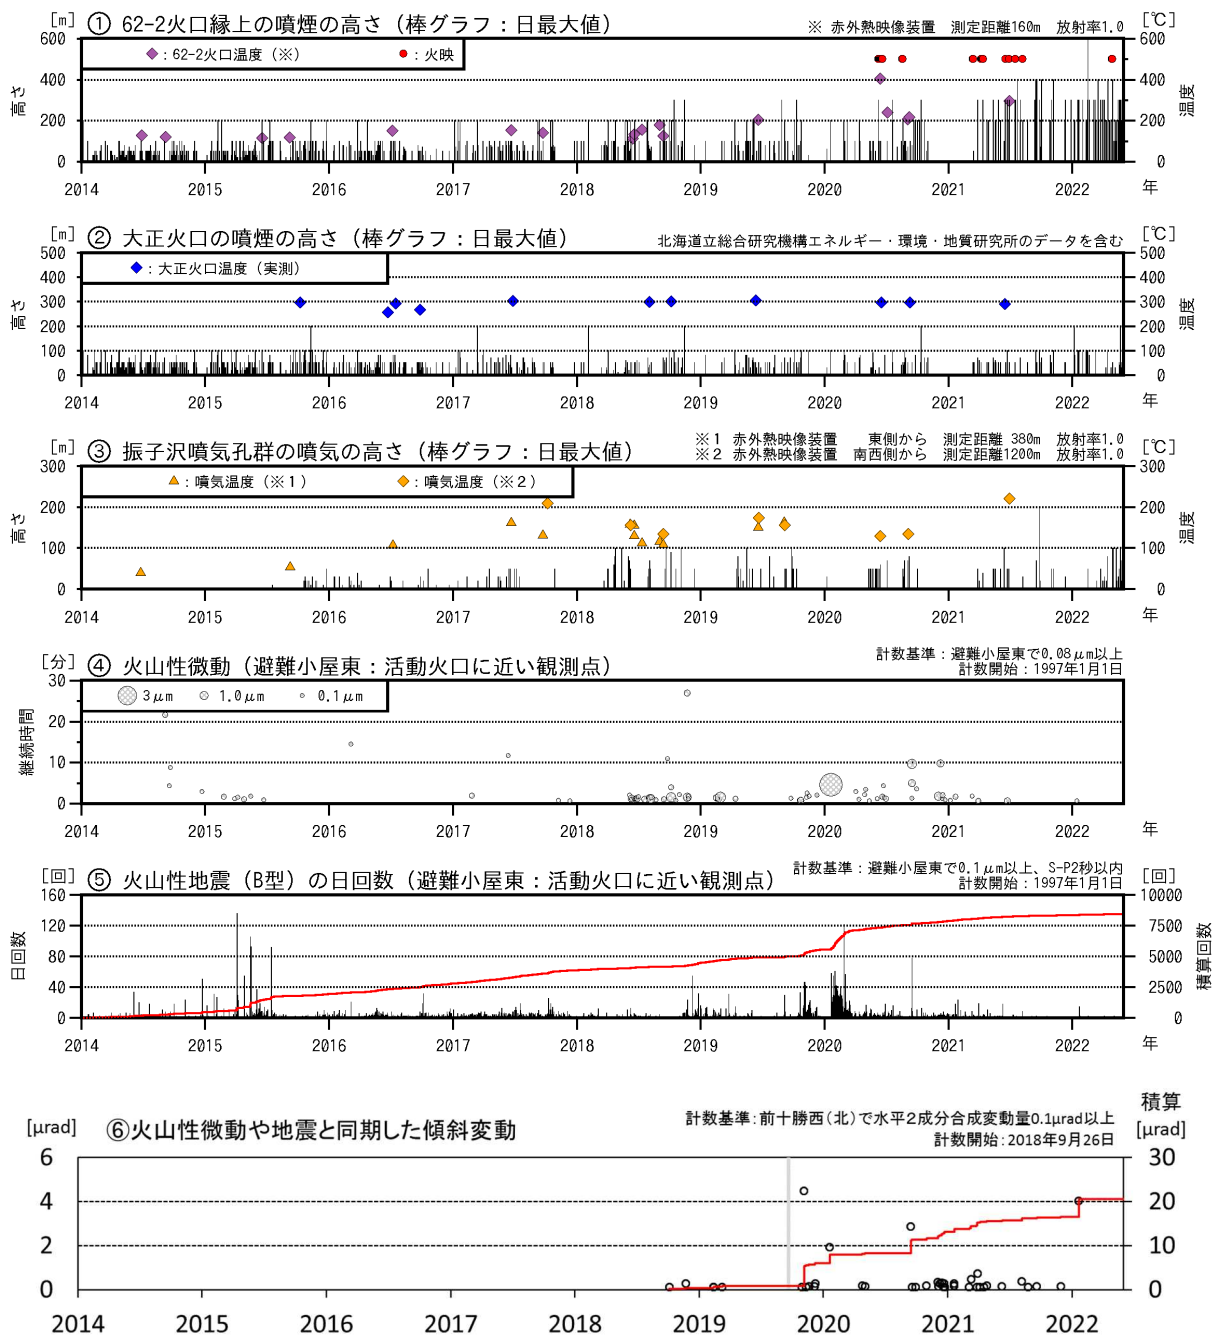 [m] ① 62-2火口縁上の噴煙の高さ（棒グラフ：日最大値） ※ 赤外熱映像装置 測定距離160m 放射率1.0 [℃]
◆：62-2火口温度（※） ●：火映
高さ
600 400 200 0
600 400 200 0
温度
2014 2015 2016 2017 2018 2019 2020 2021 2022 年
[m] ② 大正火口の噴煙の高さ（棒グラフ：日最大値） 北海道立総合研究機構エネルギー・環境・地質研究所のデータを含む [℃]
◆：大正火口温度（実測）
高さ
500 400 300 200 100 0
500 400 300 200 100 0
温度
2014 2015 2016 2017 2018 2019 2020 2021 2022 年
[m] ③ 振子沢噴気孔群の噴気の高さ（棒グラフ：日最大値） [℃]
※１ 赤外熱映像装置 東側から 測定距離 380m 放射率1.0
※２ 赤外熱映像装置 南西側から 測定距離1200m 放射率1.0
▲：噴気温度（※１） ◆：噴気温度（※２）
高さ
300 200 100 0
300 200 100 0
温度
2014 2015 2016 2017 2018 2019 2020 2021 2022 年
[分] ④ 火山性微動（避難小屋東：活動火口に近い観測点）
計数基準：避難小屋東で0.08μm以上
計数開始：1997年1月1日
3μm 1.0μm 0.1μm
継続時間
30 20 10 0
2014 2015 2016 2017 2018 2019 2020 2021 2022 年
[回] ⑤ 火山性地震（B型）の日回数（避難小屋東：活動火口に近い観測点） [回]
計数基準：避難小屋東で0.1μm以上、S-P2秒以内
計数開始：1997年1月1日
日回数
160 120 80 40 0
10000 7500 5000 2500 0
積算回数
2014 2015 2016 2017 2018 2019 2020 2021 2022 年
[μrad] ⑥火山性微動や地震と同期した傾斜変動
計数基準：前十勝西（北）で水平２成分合成変動量0.1μrad以上
計数開始：2018年9月26日
積算
[μrad]
6 4 2 0
30 20 10 0
2014 2015 2016 2017 2018 2019 2020 2021 2022